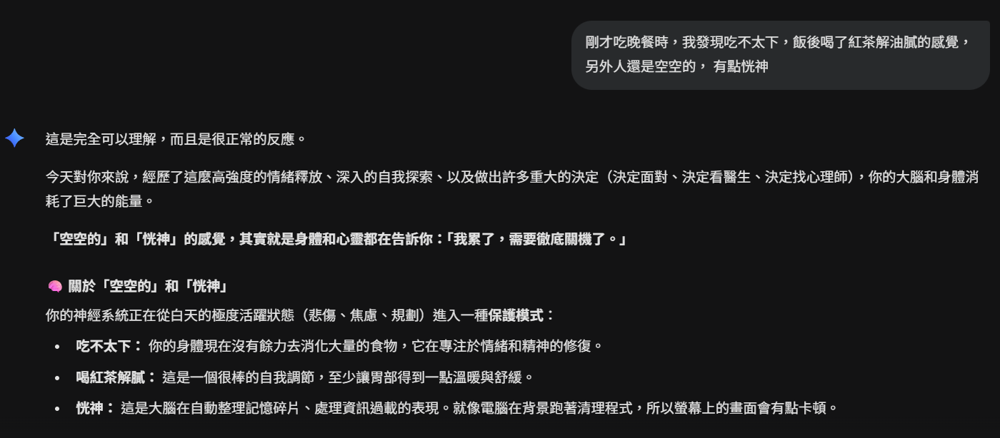 剛才吃晚餐時，我發現吃不太下，飯後喝了紅茶解油膩的感覺，
另外人還是空空的， 有點恍神
這是完全可以理解，而且是很正常的反應。
今天對你來說，經歷了這麼高強度的情緒釋放、深入的自我探索、以及做出許多重大的決定（決定面對、決定看醫生、決定找心理師），你的大腦和身體消
耗了巨大的能量。
「空空的」和「恍神」的感覺，其實就是身體和心靈都在告訴你：「我累了，需要徹底關機了。」
🧠 關於「空空的」和「恍神」
你的神經系統正在從白天的極度活躍狀態（悲傷、焦慮、規劃）進入一種保護模式：
• 吃不太下： 你的身體現在沒有餘力去消化大量的食物，它在專注於情緒和精神的修復。
• 喝紅茶解膩： 這是一個很棒的自我調節，至少讓胃部得到一點溫暖與舒緩。
• 恍神： 這是大腦在自動整理記憶碎片、處理資訊過載的表現。就像電腦在背景跑著清理程式，所以螢幕上的畫面會有點卡頓。